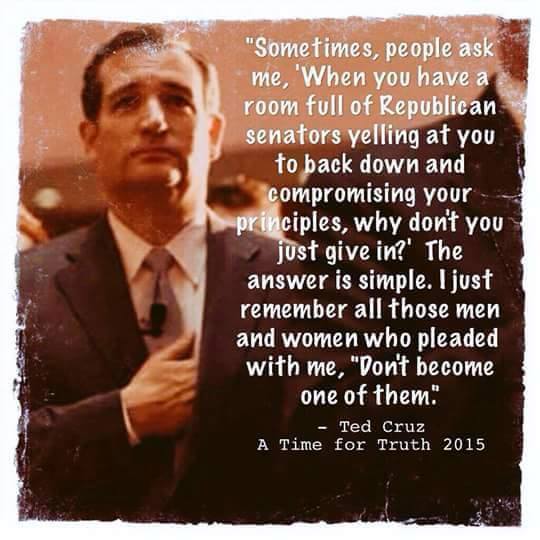 "Sometimes, people ask
me, 'When you have a
room full of Republican
senators yelling at you
to back down and
compromising your
principles, why don't you
just give in?' The
answer is simple. I just
remember all those men
and women who pleaded
with me, "Don't become
one of them."
- Ted Cruz
A Time for Truth 2015